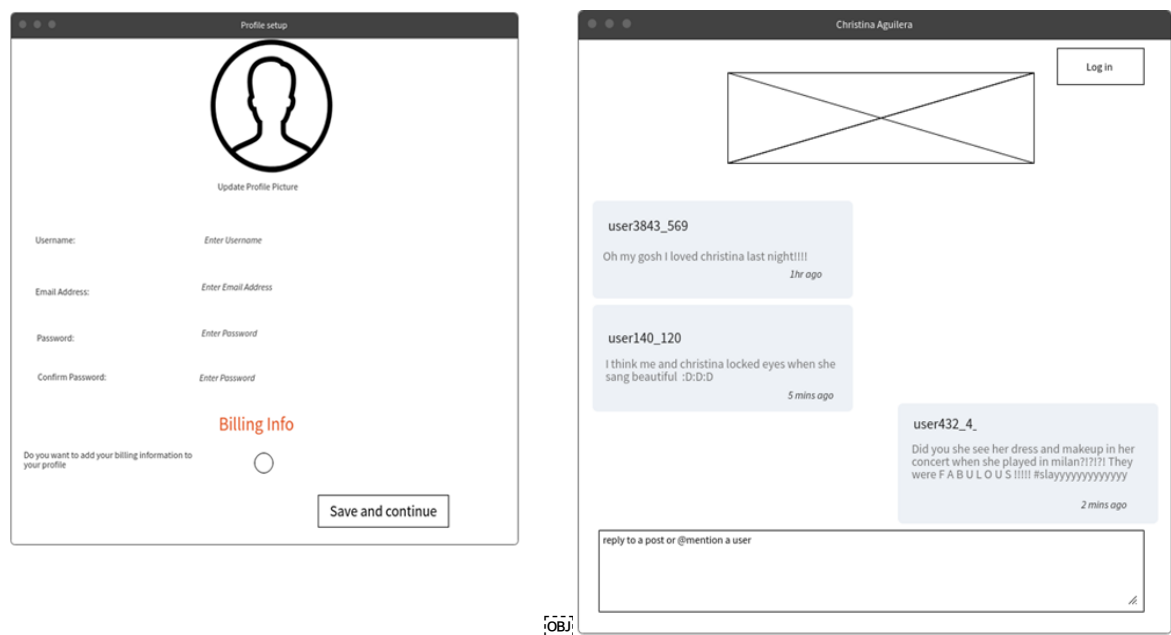 Profile setup
Update Profile Picture
Username:
Enter Username
Email Address:
Enter Email Address
Password:
Enter Password
Confirm Password:
Enter Password
Billing Info
Do you want to add your billing information to
your profile
Save and continue
OBJ
Christina Aguilera
Log in
user3843_569
Oh my gosh I loved christina last night!!!!
1hr ago
user140_120
I think me and christina locked eyes when she
sang beautiful :D:D:D
5 mins ago
user432_4_
Did you she see her dress and makeup in her
concert when she played in milan?!?!?! They
were F A B U L O U S !!!!! #slayyyyyyyyyyyyy
2 mins ago
reply to a post or @mention a user